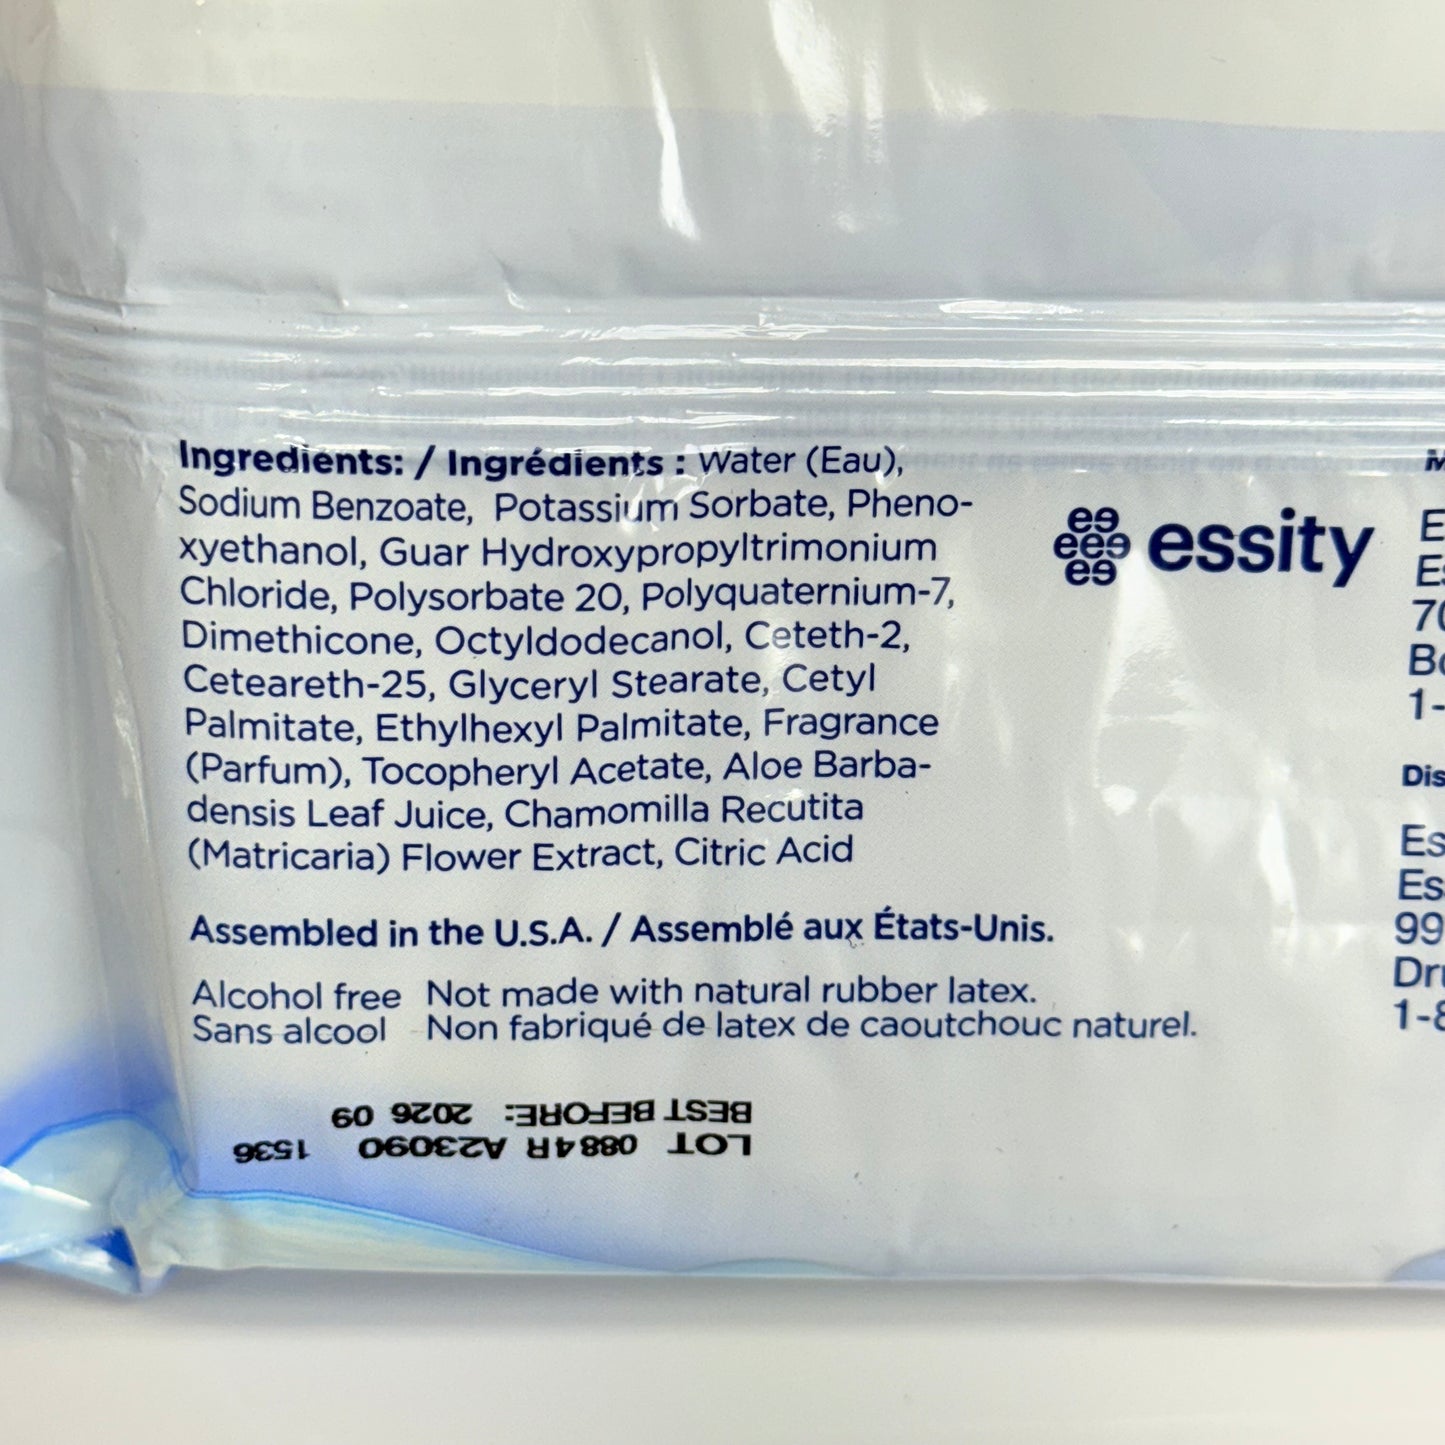 Ingredients: / Ingrédients : Water (Eau),
Sodium Benzoate, Potassium Sorbate, Pheno-
xyethanol, Guar Hydroxypropyltrimonium
Chloride, Polysorbate 20, Polyquaternium-7,
Dimethicone, Octyldodecanol, Ceteth-2,
Ceteareth-25, Glyceryl Stearate, Cetyl
Palmitate, Ethylhexyl Palmitate, Fragrance
(Parfum), Tocopheryl Acetate, Aloe Barba-
densis Leaf Juice, Chamomilla Recutita
(Matricaria) Flower Extract, Citric Acid
Assembled in the U.S.A. / Assemblé aux États-Unis.
Alcohol free Not made with natural rubber latex.
Sans alcool Non fabriqué de latex de caoutchouc naturel.
essity
LOT 0884R A23090 1536
BEST BEFORE: 2026 09